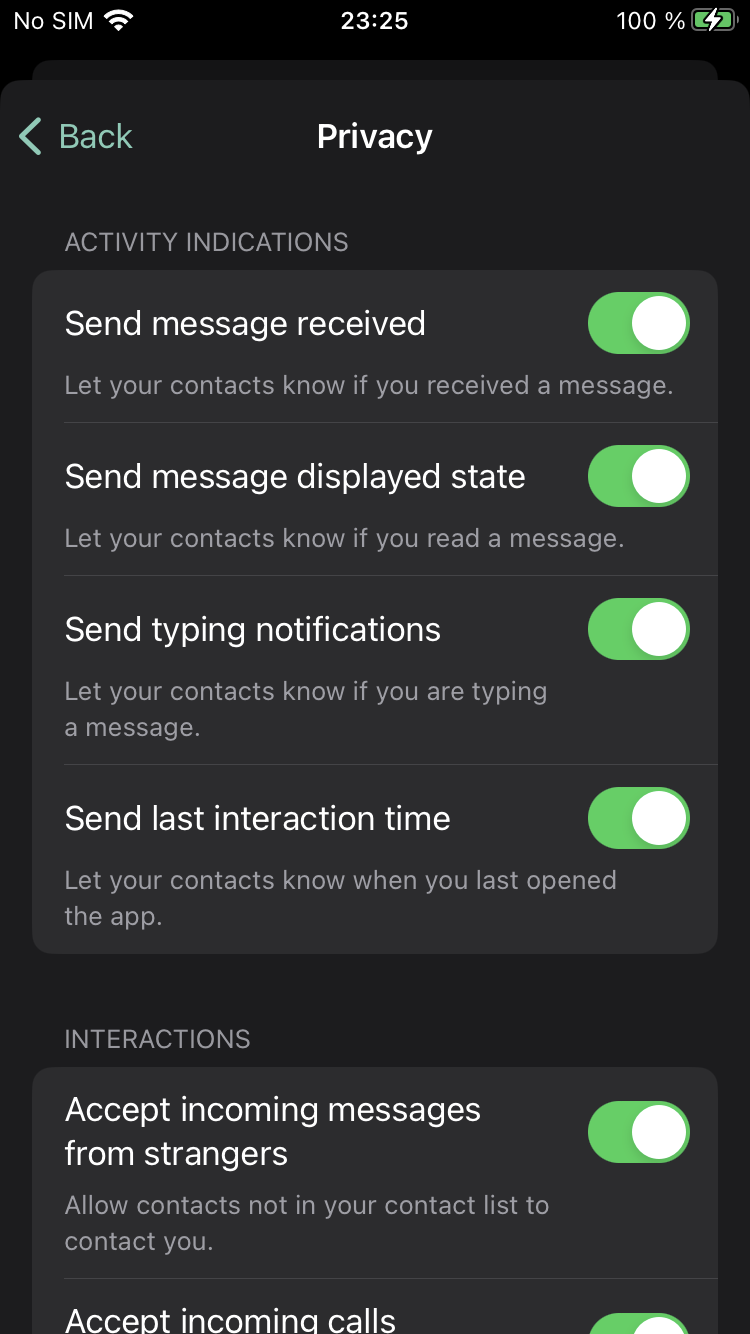 No SIM 23:25 100 %
Back Privacy
ACTIVITY INDICATIONS
Send message received
Let your contacts know if you received a message.
Send message displayed state
Let your contacts know if you read a message.
Send typing notifications
Let your contacts know if you are typing
a message.
Send last interaction time
Let your contacts know when you last opened
the app.
INTERACTIONS
Accept incoming messages
from strangers
Allow contacts not in your contact list to
contact you.
Accept incoming calls